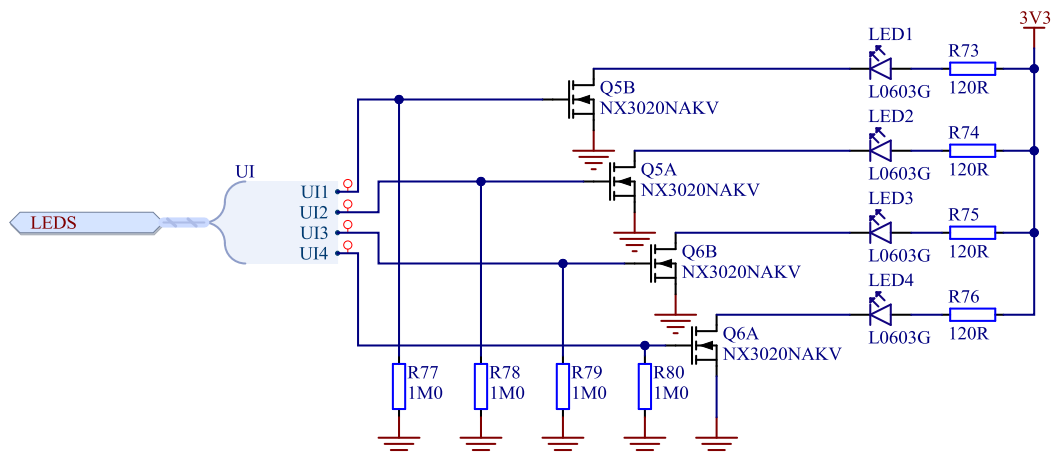 3V3
LED1
R73
L0603G
120R
Q5B
NX3020NAKV
LED2
R74
L0603G
120R
Q5A
NX3020NAKV
UI
UI1
UI2
UI3
UI4
LEDS
LED3
R75
L0603G
120R
Q6B
NX3020NAKV
LED4
R76
L0603G
120R
Q6A
NX3020NAKV
R77
1M0
R78
1M0
R79
1M0
R80
1M0